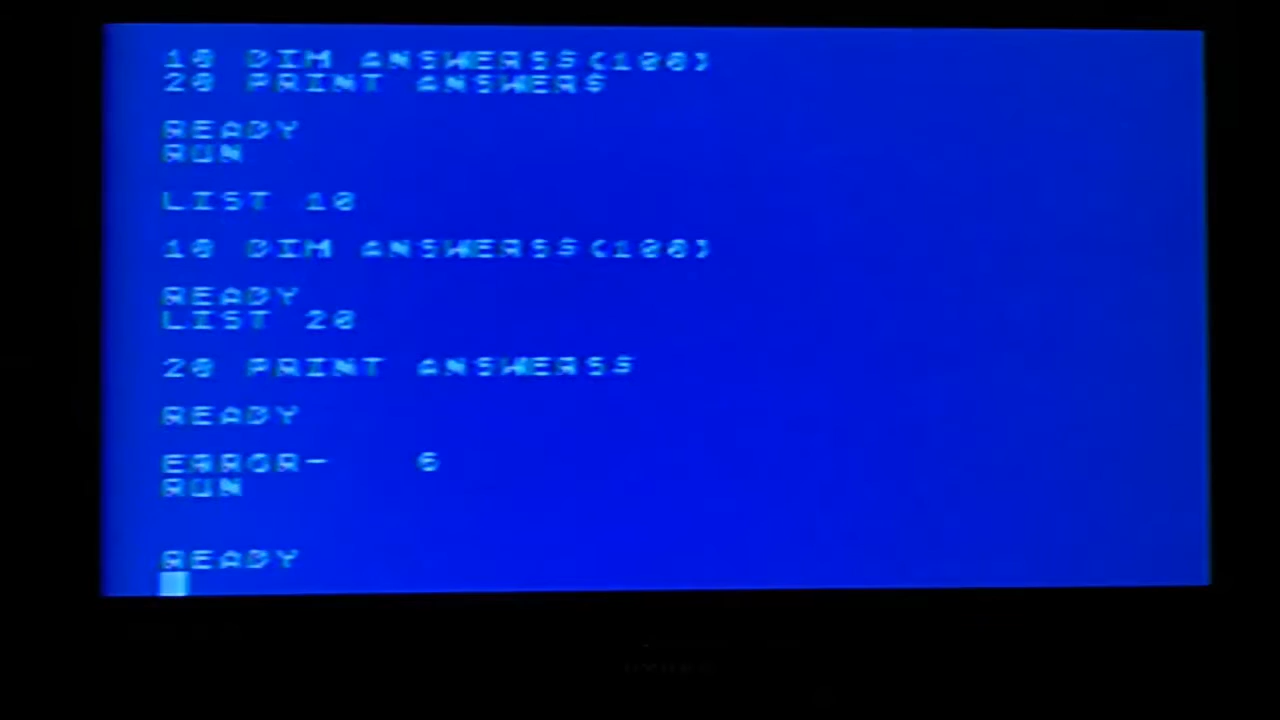 10 DIM ANSWERS$(100)
20 PRINT ANSWER$
READY
RUN
LIST 10
10 DIM ANSWERS$(100)
READY
LIST 20
20 PRINT ANSWERS$
READY
ERROR- 6
RUN
READY